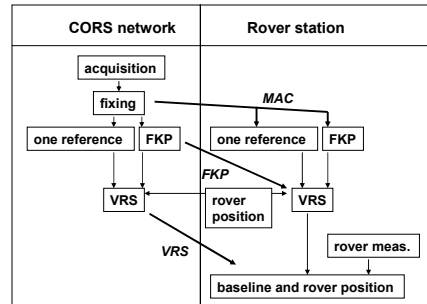 CORS network
Rover station
acquisition
fixing
MAC
one reference
FKP
one reference
FKP
FKP
VRS
rover
position
VRS
VRS
rover meas.
baseline and rover position